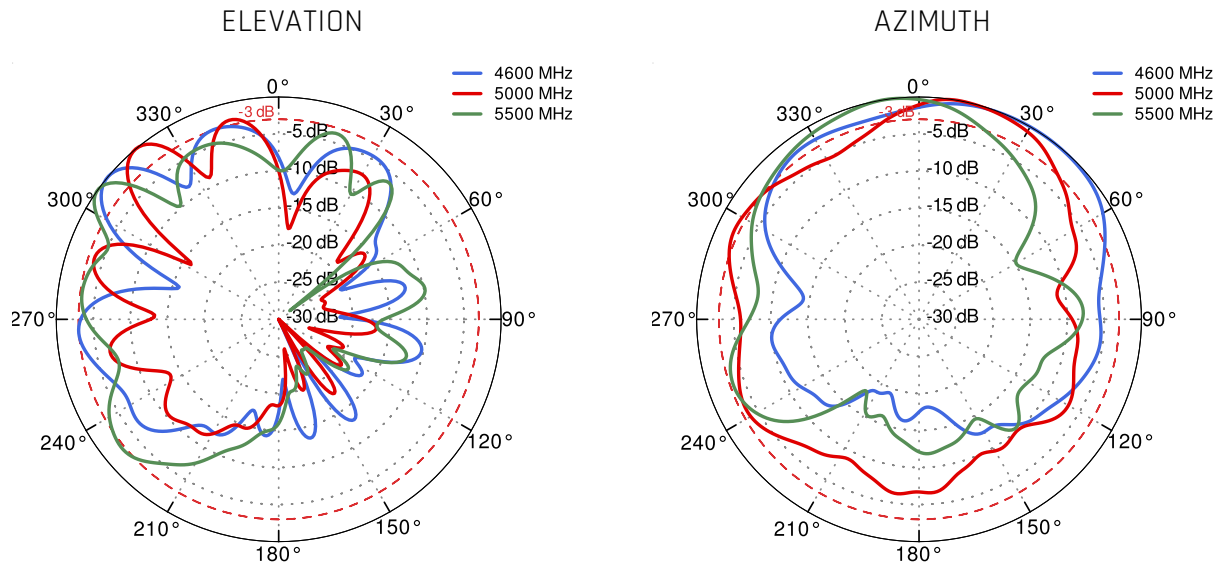 ELEVATION
4600 MHz
5000 MHz
5500 MHz
0°
30°
60°
90°
120°
150°
180°
210°
240°
270°
300°
330°
-3 dB
-5 dB
-10 dB
-15 dB
-20 dB
-25 dB
-30 dB
AZIMUTH
4600 MHz
5000 MHz
5500 MHz
0°
30°
60°
90°
120°
150°
180°
210°
240°
270°
300°
330°
-3 dB
-5 dB
-10 dB
-15 dB
-20 dB
-25 dB
-30 dB